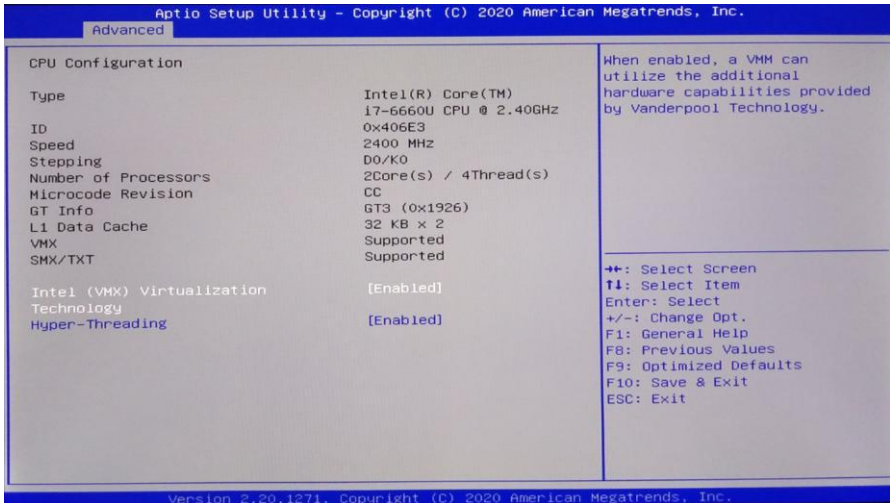 Aptio Setup Utility – Copyright (C) 2020 American Megatrends, Inc.
Advanced
CPU Configuration
Type Intel(R) Core(TM)
i7-6660U CPU @ 2.40GHz
ID 0x406E3
Speed 2400 MHz
Stepping D0/K0
Number of Processors 2Core(s) / 4Thread(s)
Microcode Revision CC
GT Info GT3 (0x1926)
L1 Data Cache 32 KB x 2
VMX Supported
SMX/TXT Supported
Intel (VMX) Virtualization [Enabled]
Technology
Hyper-Threading [Enabled]
When enabled, a VMM can
utilize the additional
hardware capabilities provided
by Vanderpool Technology.
→←: Select Screen
↑↓: Select Item
Enter: Select
+/-: Change Opt.
F1: General Help
F8: Previous Values
F9: Optimized Defaults
F10: Save & Exit
ESC: Exit
Version 2.20.1271. Copyright (C) 2020 American Megatrends, Inc.